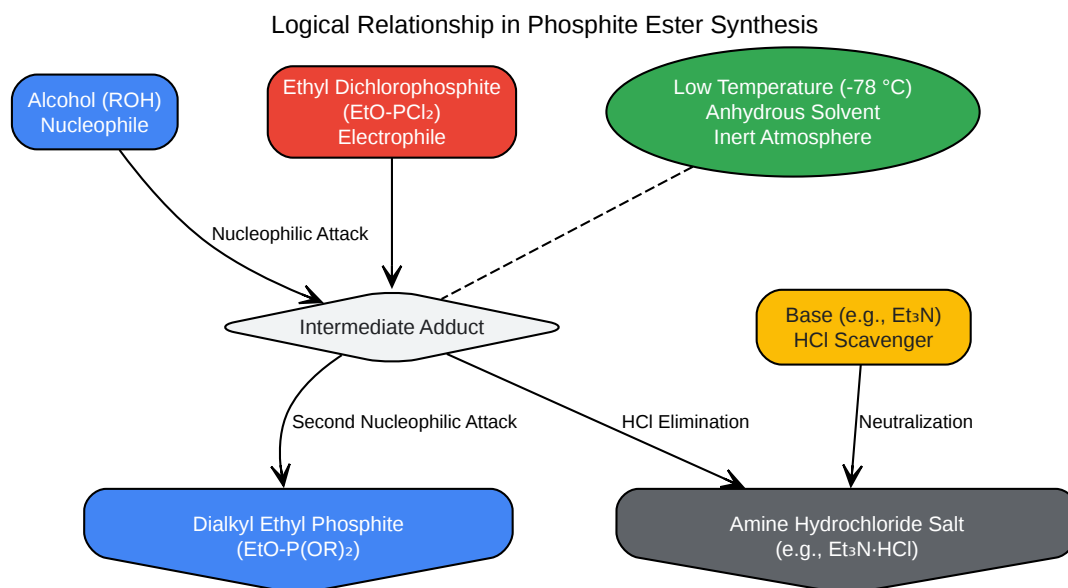 Logical Relationship in Phosphite Ester Synthesis
Alcohol (ROH)
Nucleophile
Ethyl Dichlorophosphite
(EtO-PCl₂)
Electrophile
Low Temperature (-78 °C)
Anhydrous Solvent
Inert Atmosphere
Nucleophilic Attack
Intermediate Adduct
Base (e.g., Et₃N)
HCl Scavenger
Second Nucleophilic Attack
HCl Elimination
Neutralization
Dialkyl Ethyl Phosphite
(EtO-P(OR)₂)
Amine Hydrochloride Salt
(e.g., Et₃N·HCl)